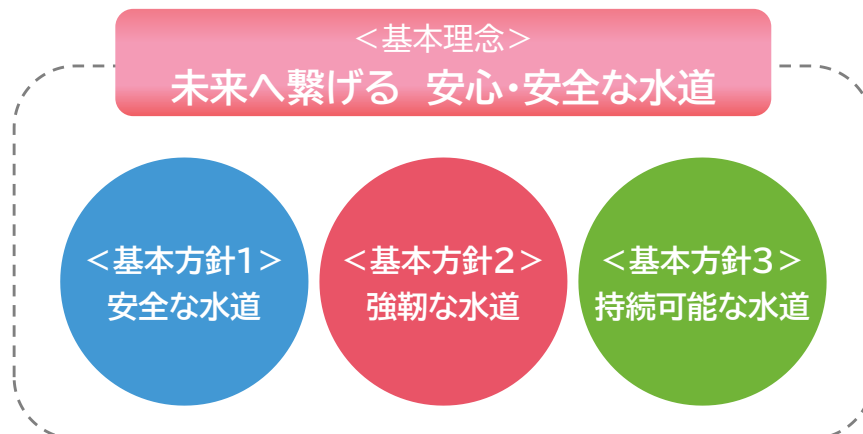 ＜基本理念＞
未来へ繋げる　安心・安全な水道
＜基本方針1＞
安全な水道
＜基本方針2＞
強靭な水道
＜基本方針3＞
持続可能な水道